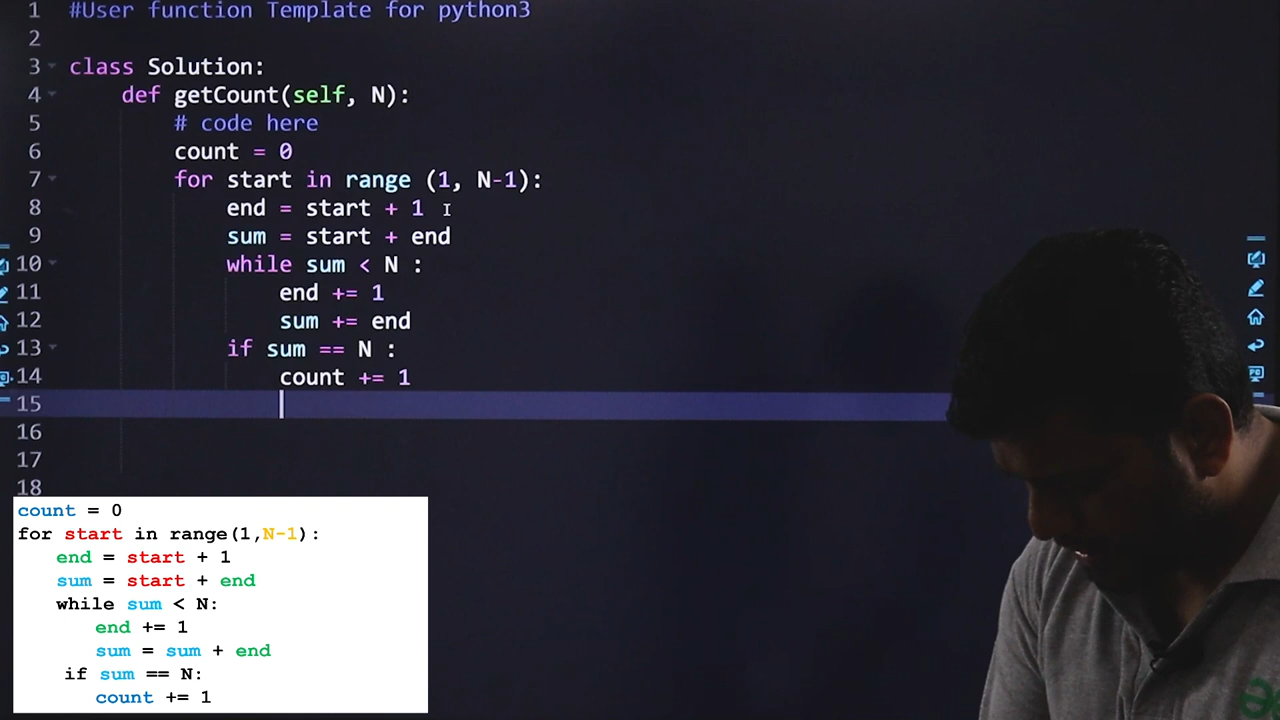 1 #User function Template for python3
2
3 class Solution:
4 def getCount(self, N):
5 # code here
6 count = 0
7 for start in range (1, N-1):
8 end = start + 1
9 sum = start + end
10 while sum < N :
11 end += 1
12 sum += end
13 if sum == N :
14 count += 1
15
16
17
18
count = 0
for start in range(1,N-1):
end = start + 1
sum = start + end
while sum < N:
end += 1
sum = sum + end
if sum == N:
count += 1